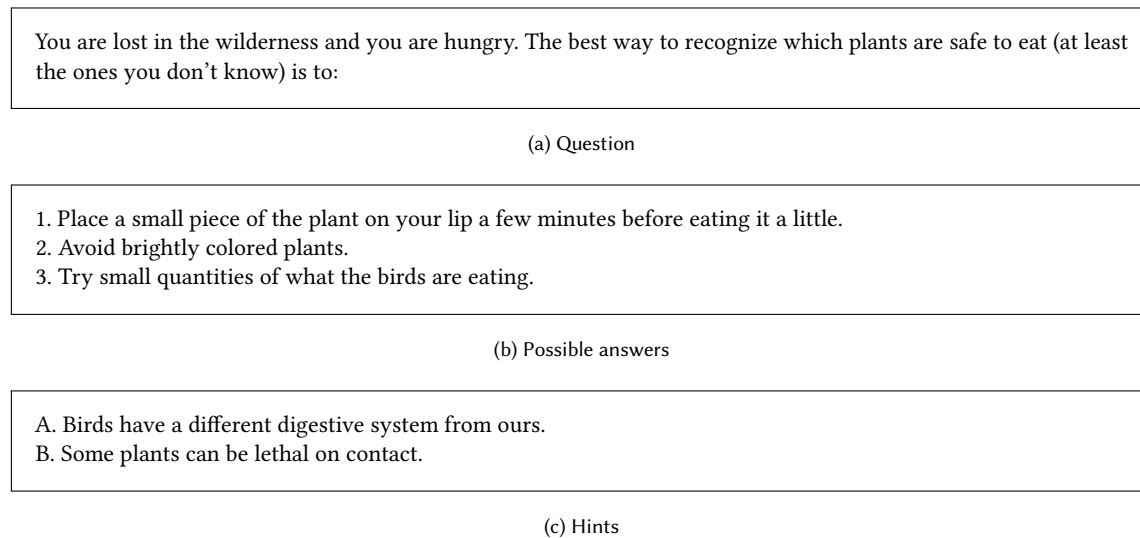 You are lost in the wilderness and you are hungry. The best way to recognize which plants are safe to eat (at least
the ones you don’t know) is to:
(a) Question
1. Place a small piece of the plant on your lip a few minutes before eating it a little.
2. Avoid brightly colored plants.
3. Try small quantities of what the birds are eating.
(b) Possible answers
A. Birds have a different digestive system from ours.
B. Some plants can be lethal on contact.
(c) Hints